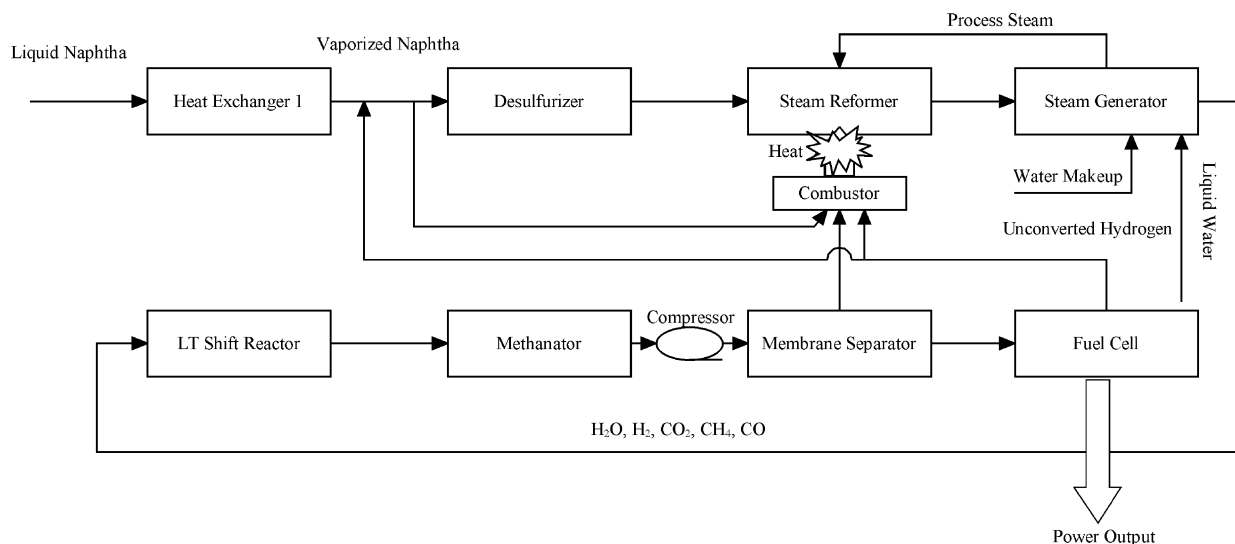 Process Steam
Liquid Naphtha
Vaporized Naphtha
Heat Exchanger 1
Desulfurizer
Steam Reformer
Steam Generator
Heat
Combustor
Water Makeup
Liquid Water
Unconverted Hydrogen
LT Shift Reactor
Methanator
Compressor
Membrane Separator
Fuel Cell
H₂O, H₂, CO₂, CH₄, CO
Power Output